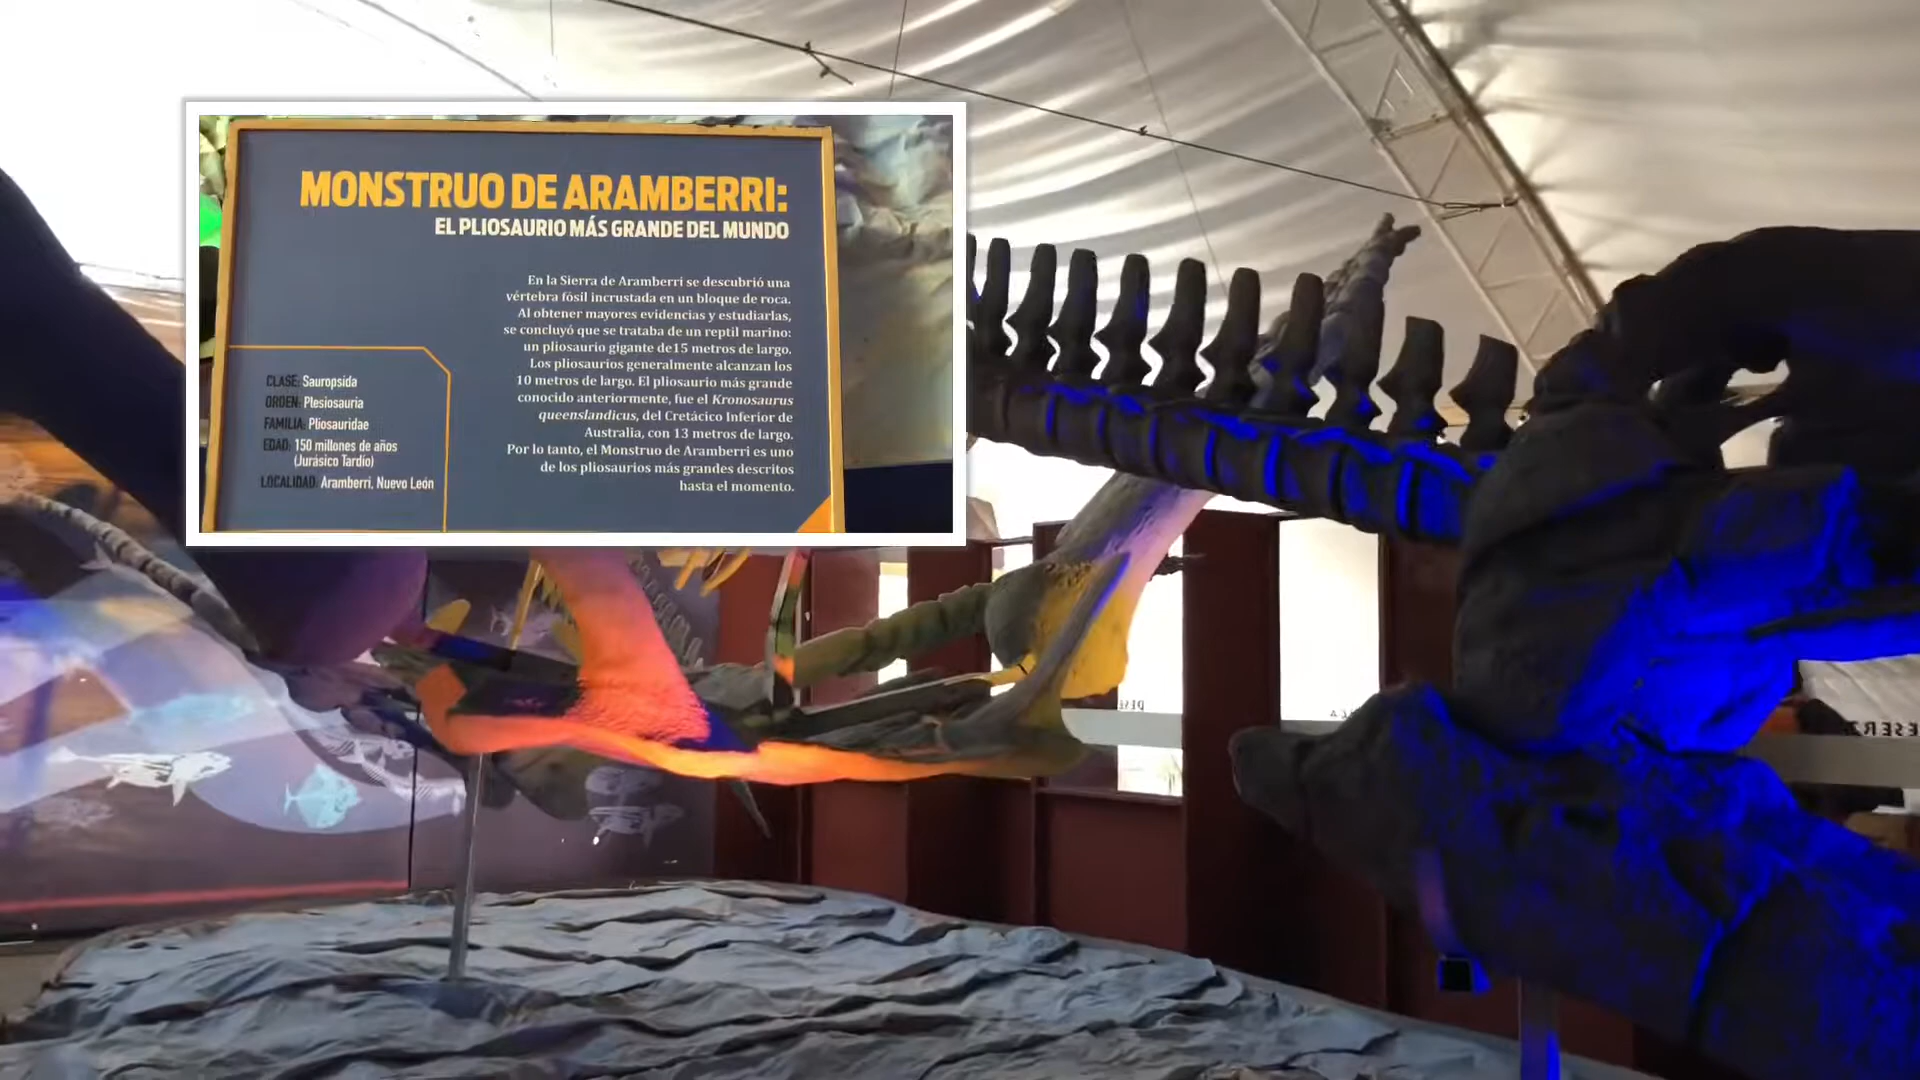 MONSTRUO DE ARAMBERRI:
EL PLIOSAURIO MÁS GRANDE DEL MUNDO
En la Sierra de Aramberri se descubrió una
vértebra fósil incrustada en un bloque de roca.
Al obtener mayores evidencias y estudiarlas,
se concluyó que se trataba de un reptil marino:
un pliosaurio gigante de15 metros de largo.
Los pliosaurios generalmente alcanzan los
10 metros de largo. El pliosaurio más grande
conocido anteriormente, fue el Kronosaurus
queenslandicus, del Cretácico Inferior de
Australia, con 13 metros de largo.
Por lo tanto, el Monstruo de Aramberri es uno
de los pliosaurios más grandes descritos
hasta el momento.
CLASE: Sauropsida
ORDEN: Plesiosauria
FAMILIA: Pliosauridae
EDAD: 150 millones de años
(Jurásico Tardío)
LOCALIDAD: Aramberri, Nuevo León